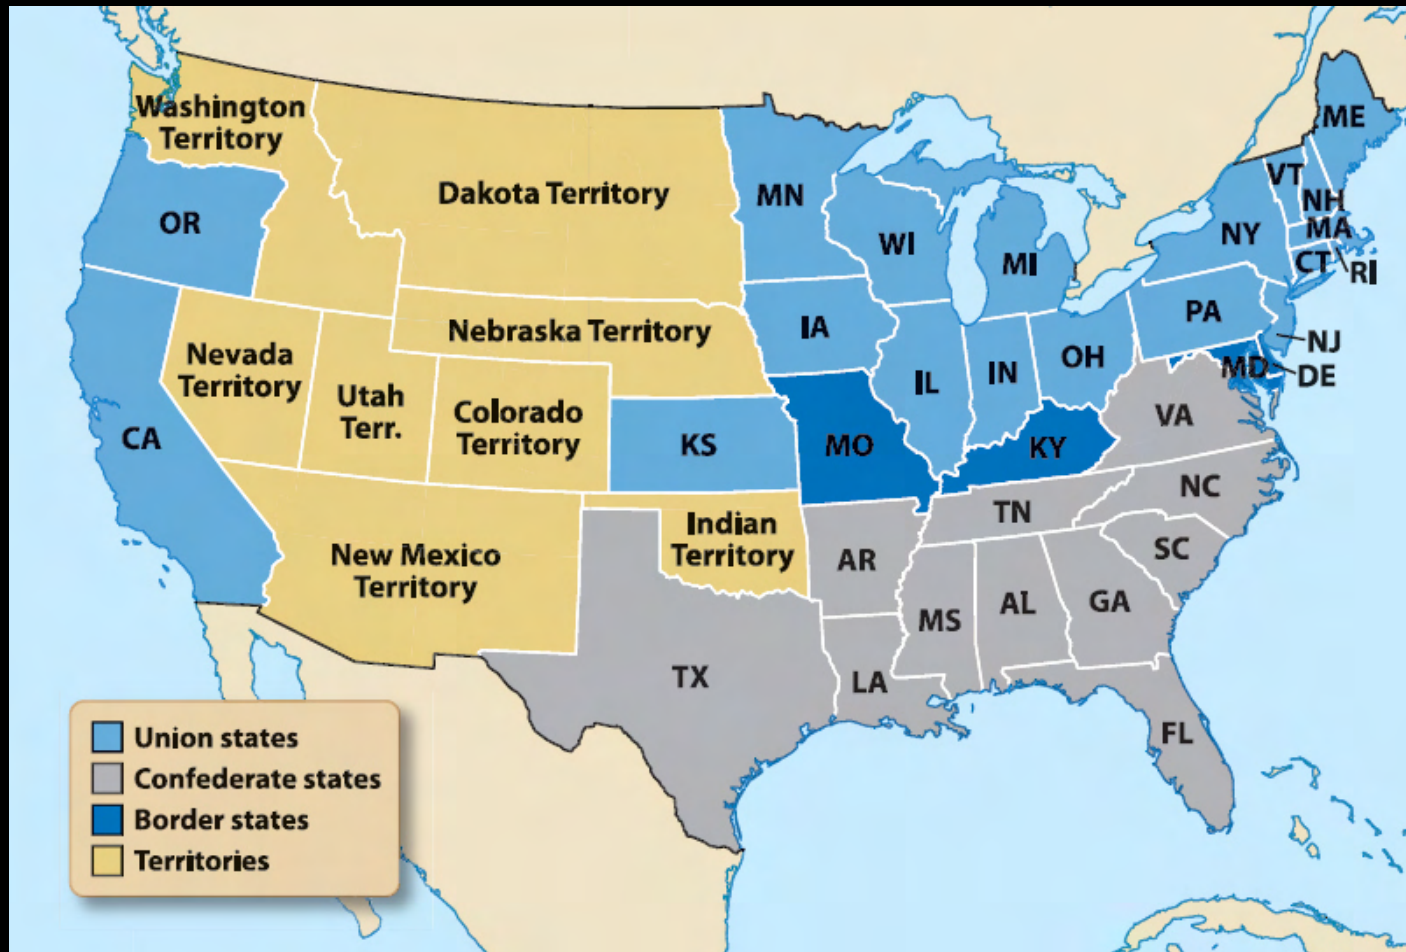 Washington
Territory
Dakota Territory
OR
MN
ME
VT
NH
MA
NY
CT
RI
WI
MI
PA
NJ
MD
DE
IA
Nebraska Territory
Nevada
Territory
Utah
Terr.
Colorado
Territory
IL
IN
OH
CA
KS
MO
KY
VA
NC
TN
SC
Indian
Territory
New Mexico
Territory
AR
MS
AL
GA
TX
LA
FL
Union states
Confederate states
Border states
Territories